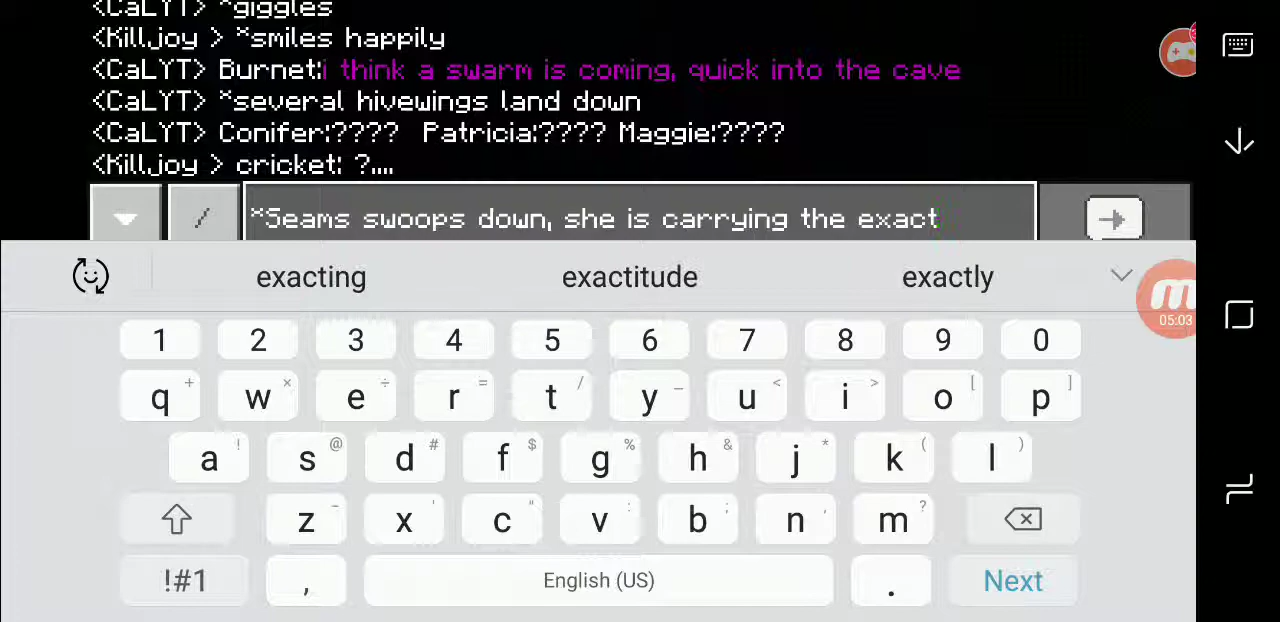 <CaLYT> *giggles
<Killjoy > *smiles happily
<CaLYT> Burnet:i think a swarm is coming, quick into the cave
<CaLYT> *several hivewings land down
<CaLYT> Conifer:???? Patricia:???? Maggie:????
<Killjoy > cricket: ?....
/ *Seams swoops down, she is carrying the exact
exacting exactitude exactly
05:03
1 2 3 4 5 6 7 8 9 0
q + w × e ÷ r = t / y _ u < i > o [ p ]
a ! s @ d # f $ g % h & j * k ( l )
z - x ' c " v : b ; n , m ?
!#1 , English (US) . Next